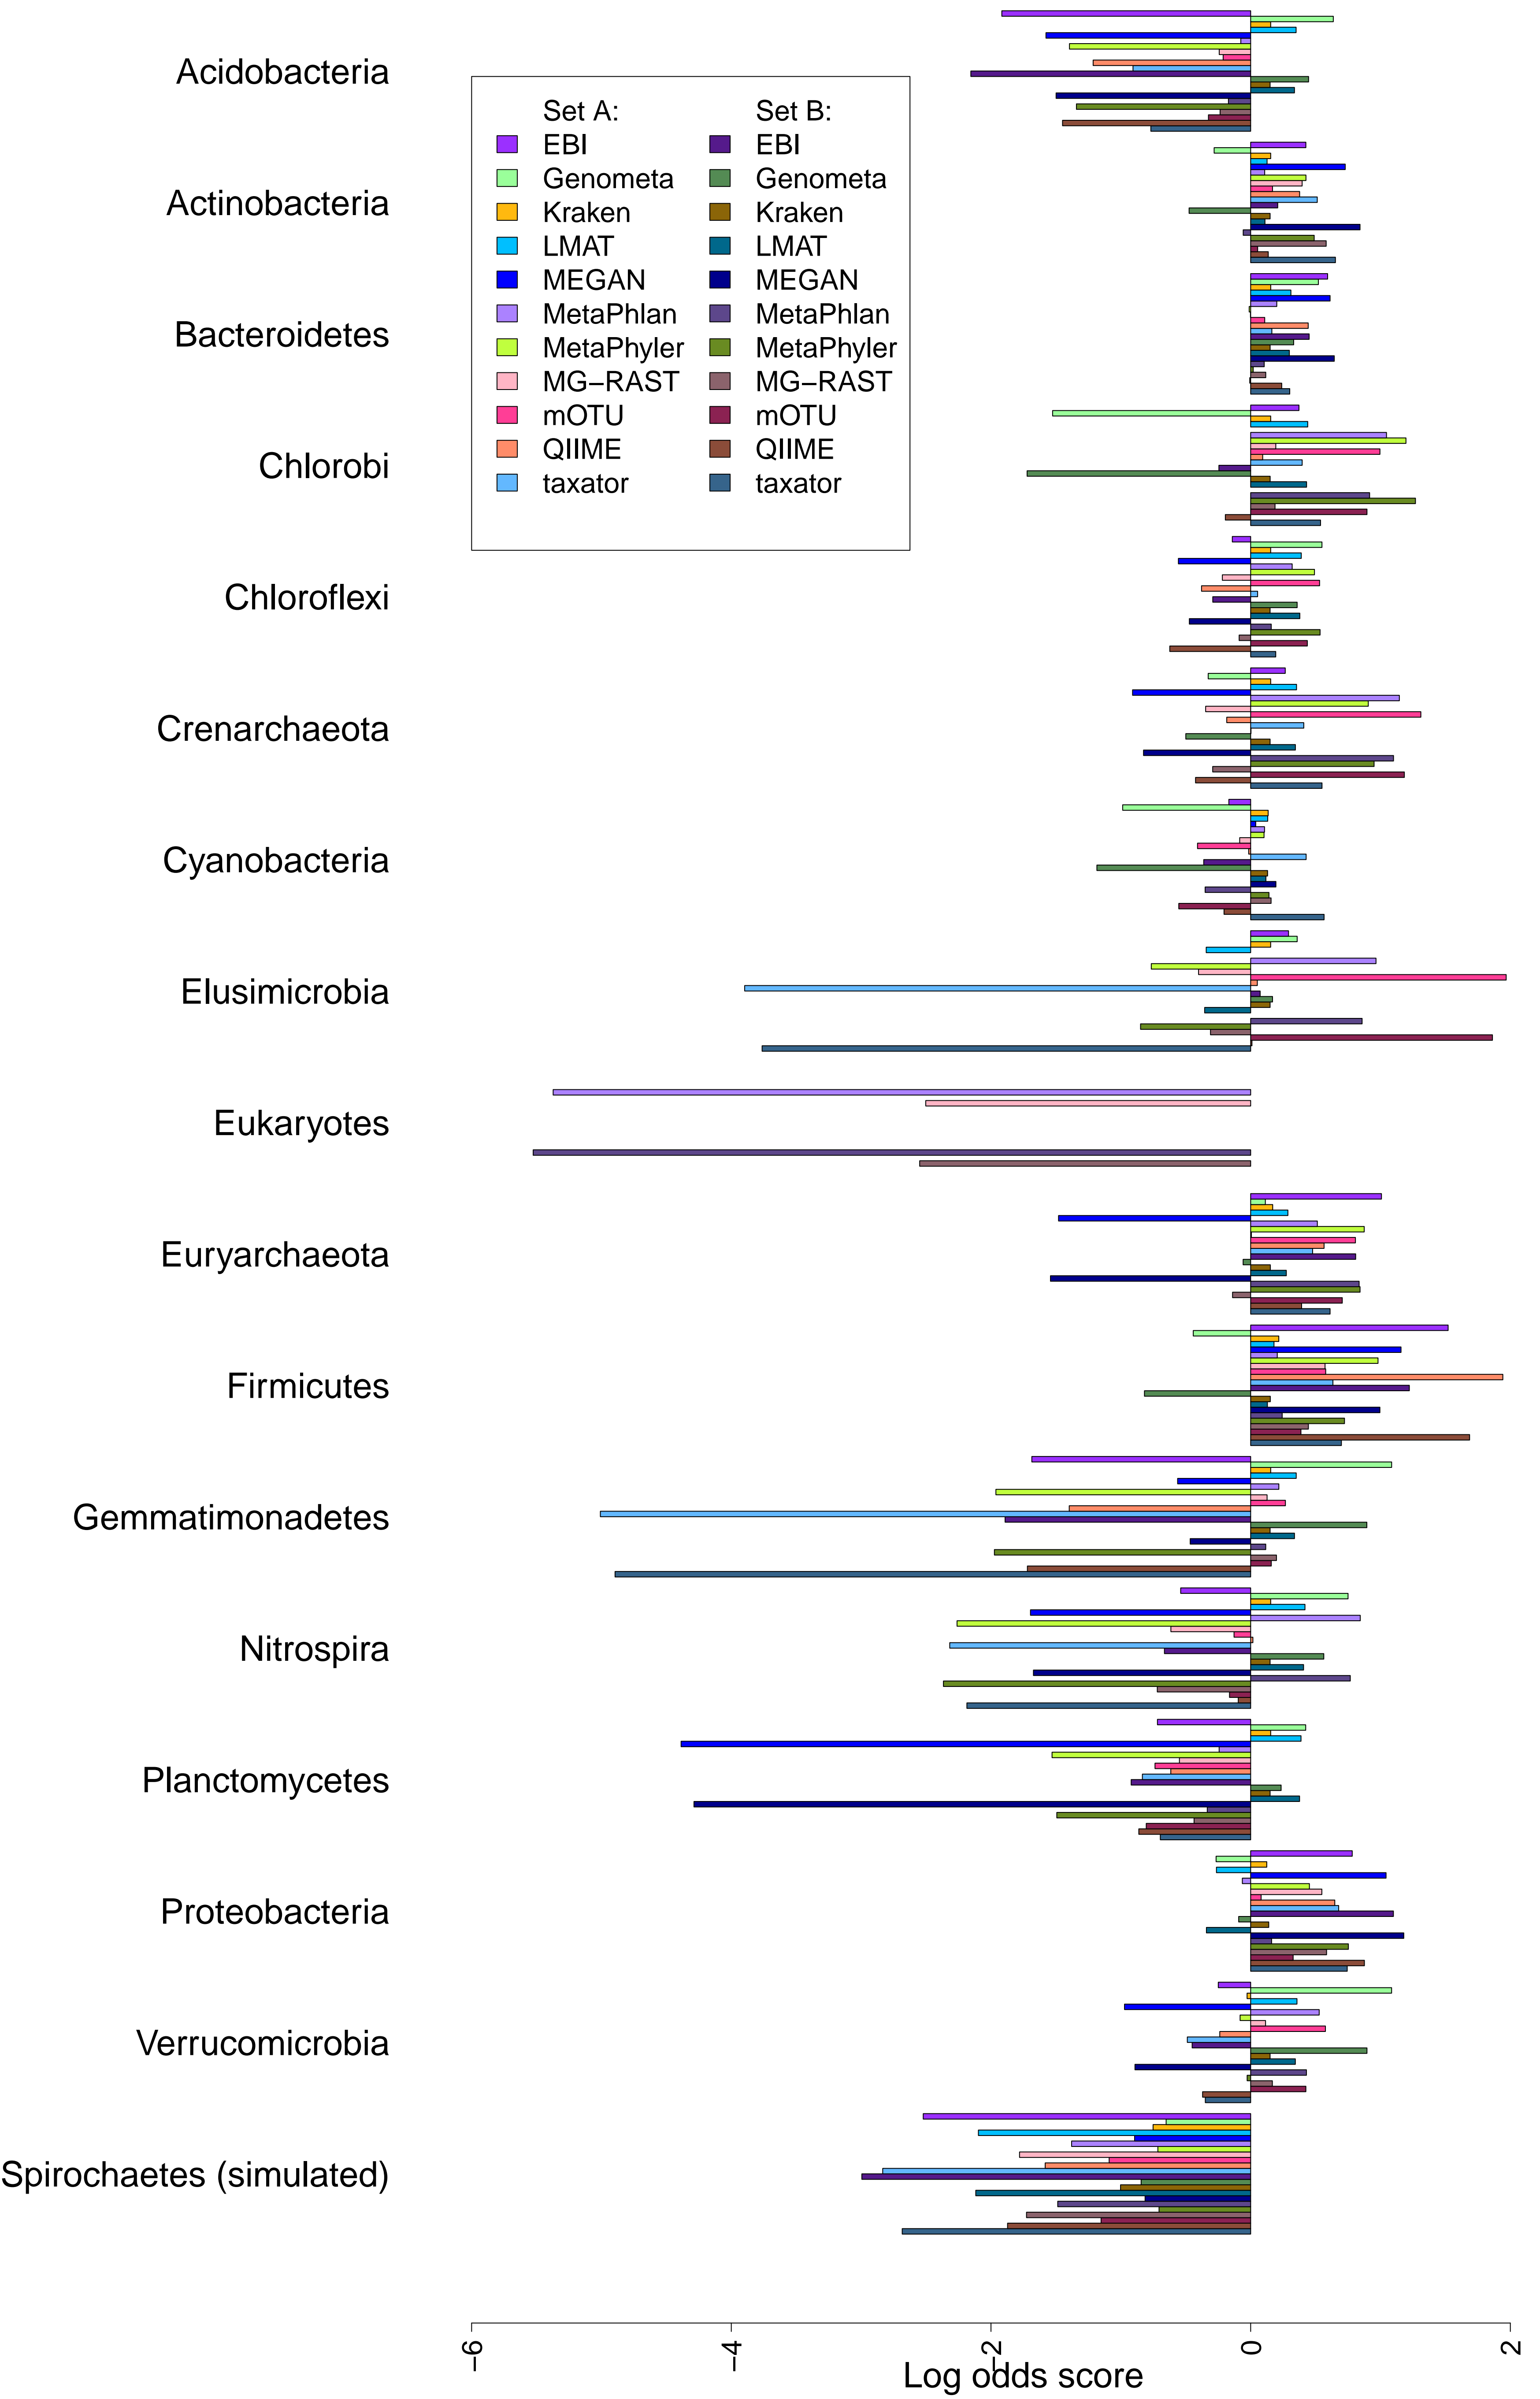 Acidobacteria
Set A: Set B:
EBI EBI
Genometa Genometa
Actinobacteria
Kraken Kraken
LMAT LMAT
MEGAN MEGAN
MetaPhlan MetaPhlan
Bacteroidetes
MetaPhyler MetaPhyler
MG−RAST MG−RAST
mOTU mOTU
QIIME QIIME
Chlorobi
taxator taxator
Chloroflexi
Crenarchaeota
Cyanobacteria
Elusimicrobia
Eukaryotes
Euryarchaeota
Firmicutes
Gemmatimonadetes
Nitrospira
Planctomycetes
Proteobacteria
Verrucomicrobia
Spirochaetes (simulated)
−6 −4 −2 0 2
Log odds score